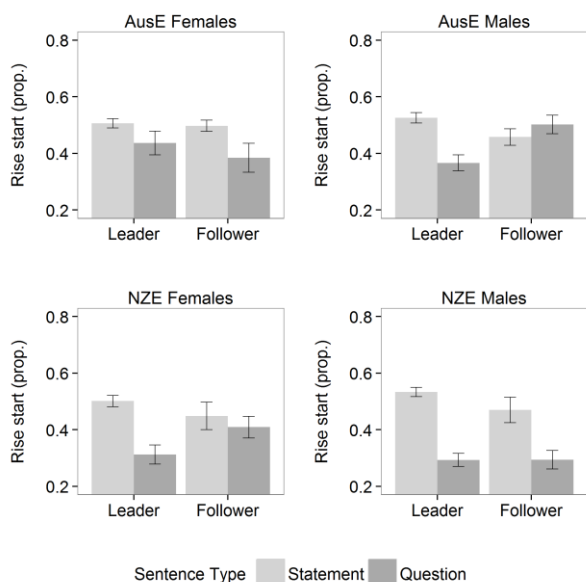 AusE Females
AusE Males
Rise start (prop.)
0.8
0.6
0.4
0.2
Leader
Follower
Rise start (prop.)
0.8
0.6
0.4
0.2
Leader
Follower
NZE Females
NZE Males
Rise start (prop.)
0.8
0.6
0.4
0.2
Leader
Follower
Rise start (prop.)
0.8
0.6
0.4
0.2
Leader
Follower
Sentence Type Statement Question